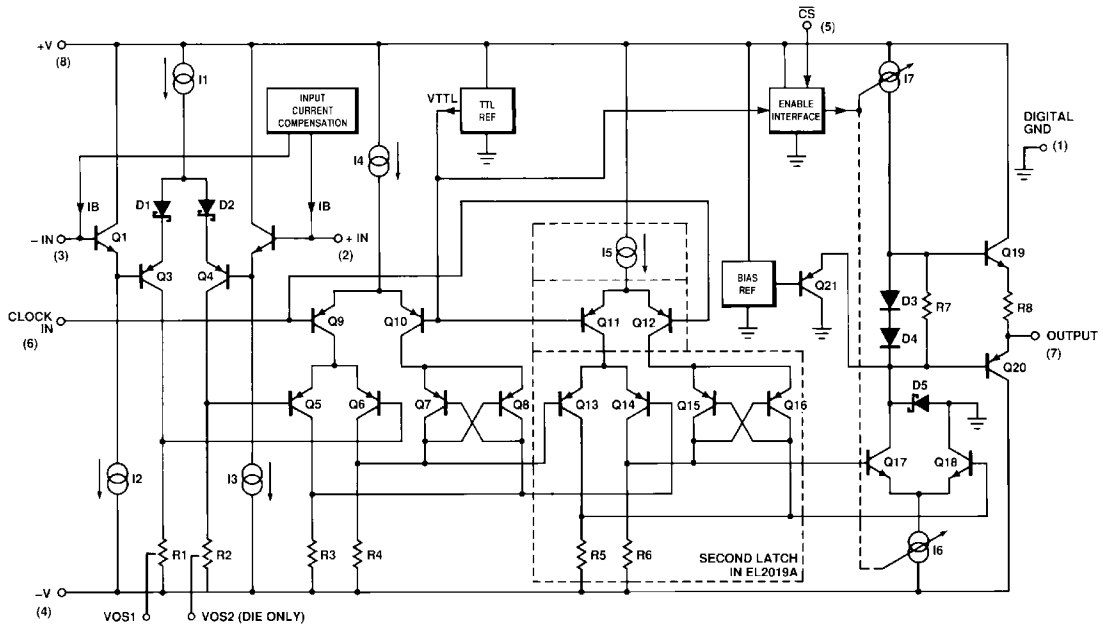 CS
(5)
+V
(8)
I1
I7
INPUT
CURRENT
COMPENSATION
VTTL
TTL
REF
ENABLE
INTERFACE
DIGITAL
GND
(1)
I4
IB
D1
D2
IB
– IN
(3)
Q1
+ IN
(2)
Q3
Q4
I5
Q19
BIAS
REF
Q21
D3
R7
R8
CLOCK
IN
(6)
Q9
Q10
Q11
Q12
D4
OUTPUT
(7)
Q20
D5
Q5
Q6
Q7
Q8
Q13
Q14
Q15
Q16
Q17
Q18
I2
I3
R1
R2
R3
R4
R5
R6
I6
SECOND LATCH
IN EL2019A
–V
(4)
VOS1
VOS2 (DIE ONLY)